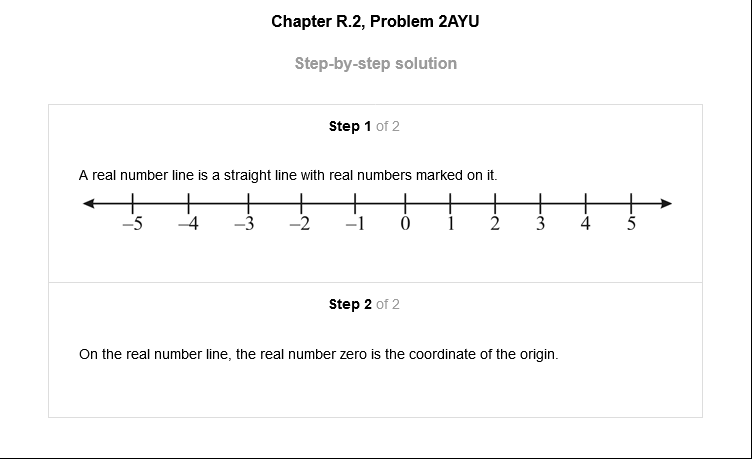 Chapter R.2, Problem 2AYU
Step-by-step solution
Step 1 of 2
A real number line is a straight line with real numbers marked on it.
–5 –4 –3 –2 –1 0 1 2 3 4 5
Step 2 of 2
On the real number line, the real number zero is the coordinate of the origin.